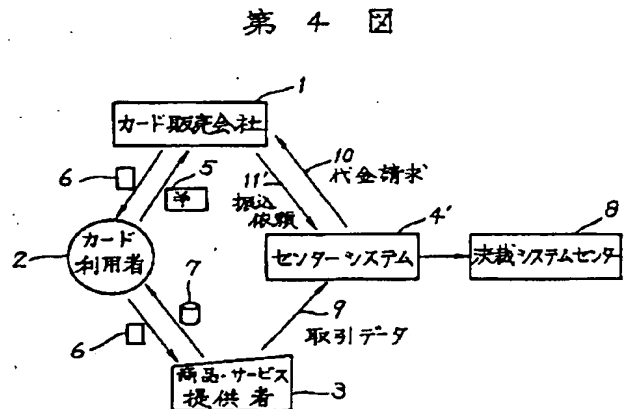 第 4 図
1
カード販売会社
6
5
¥
10
代金請求
11'
振込
依頼
4'
8
2
カード
利用者
7
センターシステム
決裁システムセンター
9
取引データ
6
商品・サービス
提供者
3